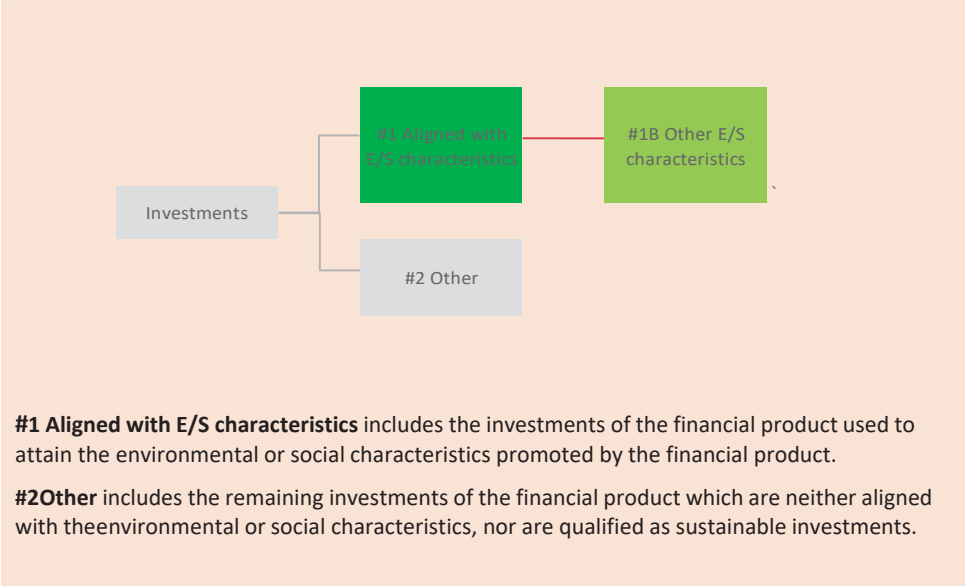 #1 Aligned with
E/S characteristics
#1B Other E/S
characteristics
`
Investments
#2 Other
#1 Aligned with E/S characteristics includes the investments of the financial product used to
attain the environmental or social characteristics promoted by the financial product.
#2Other includes the remaining investments of the financial product which are neither aligned
with theenvironmental or social characteristics, nor are qualified as sustainable investments.